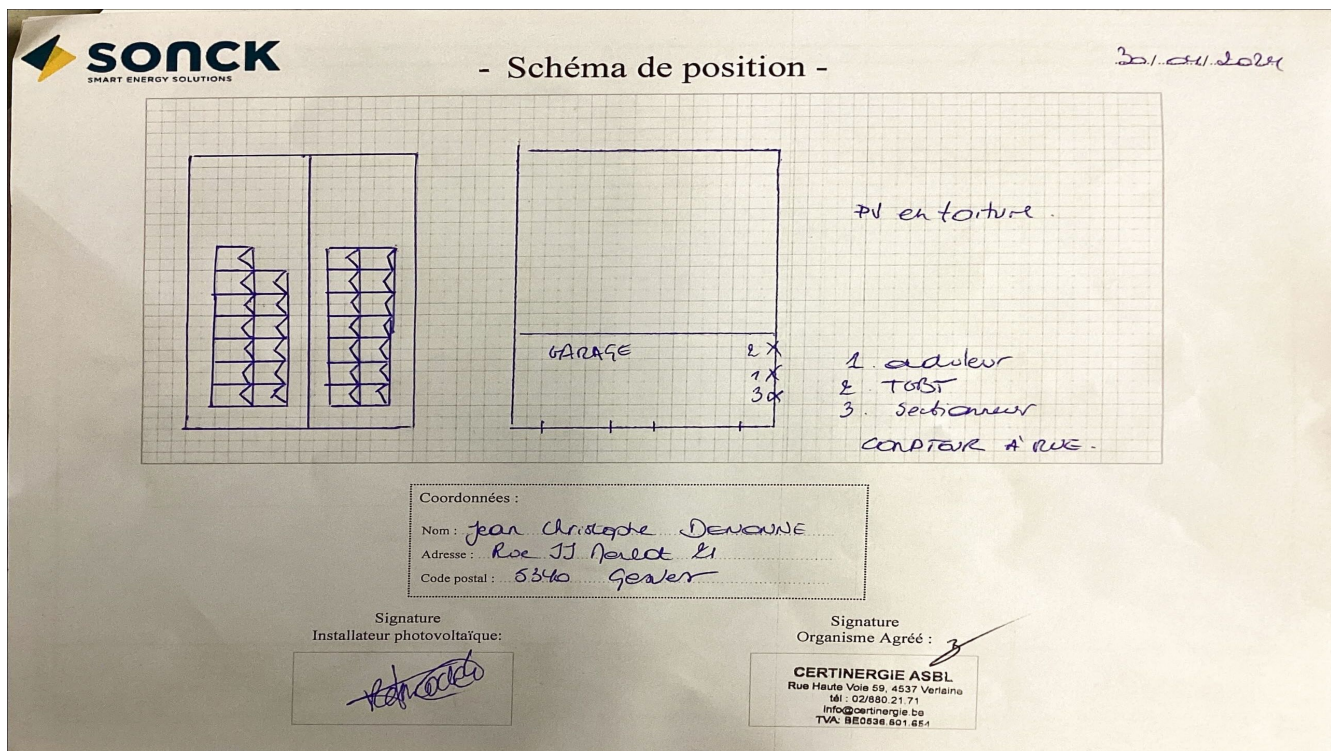 SONCK
SMART ENERGY SOLUTIONS
- Schéma de position -
30/04/2024
PV en toiture.
GARAGE
2 X
1 X
3 X
1. onduleur
2 TGBT
3. Sectionneur
COMPTEUR A' RUE.
Coordonnées :
Nom : Jean Christophe DENONNE
Adresse : Rue JJ 21
Code postal : 5340 Gesves
Signature
Installateur photovoltaïque:
Signature
Organisme Agréé :
CERTINERGIE ASBL
Rue Haute Voie 59, 4537 Verlaine
tél : 02/880.21.71
info@certinergie.be
TVA: BE0536.501.654